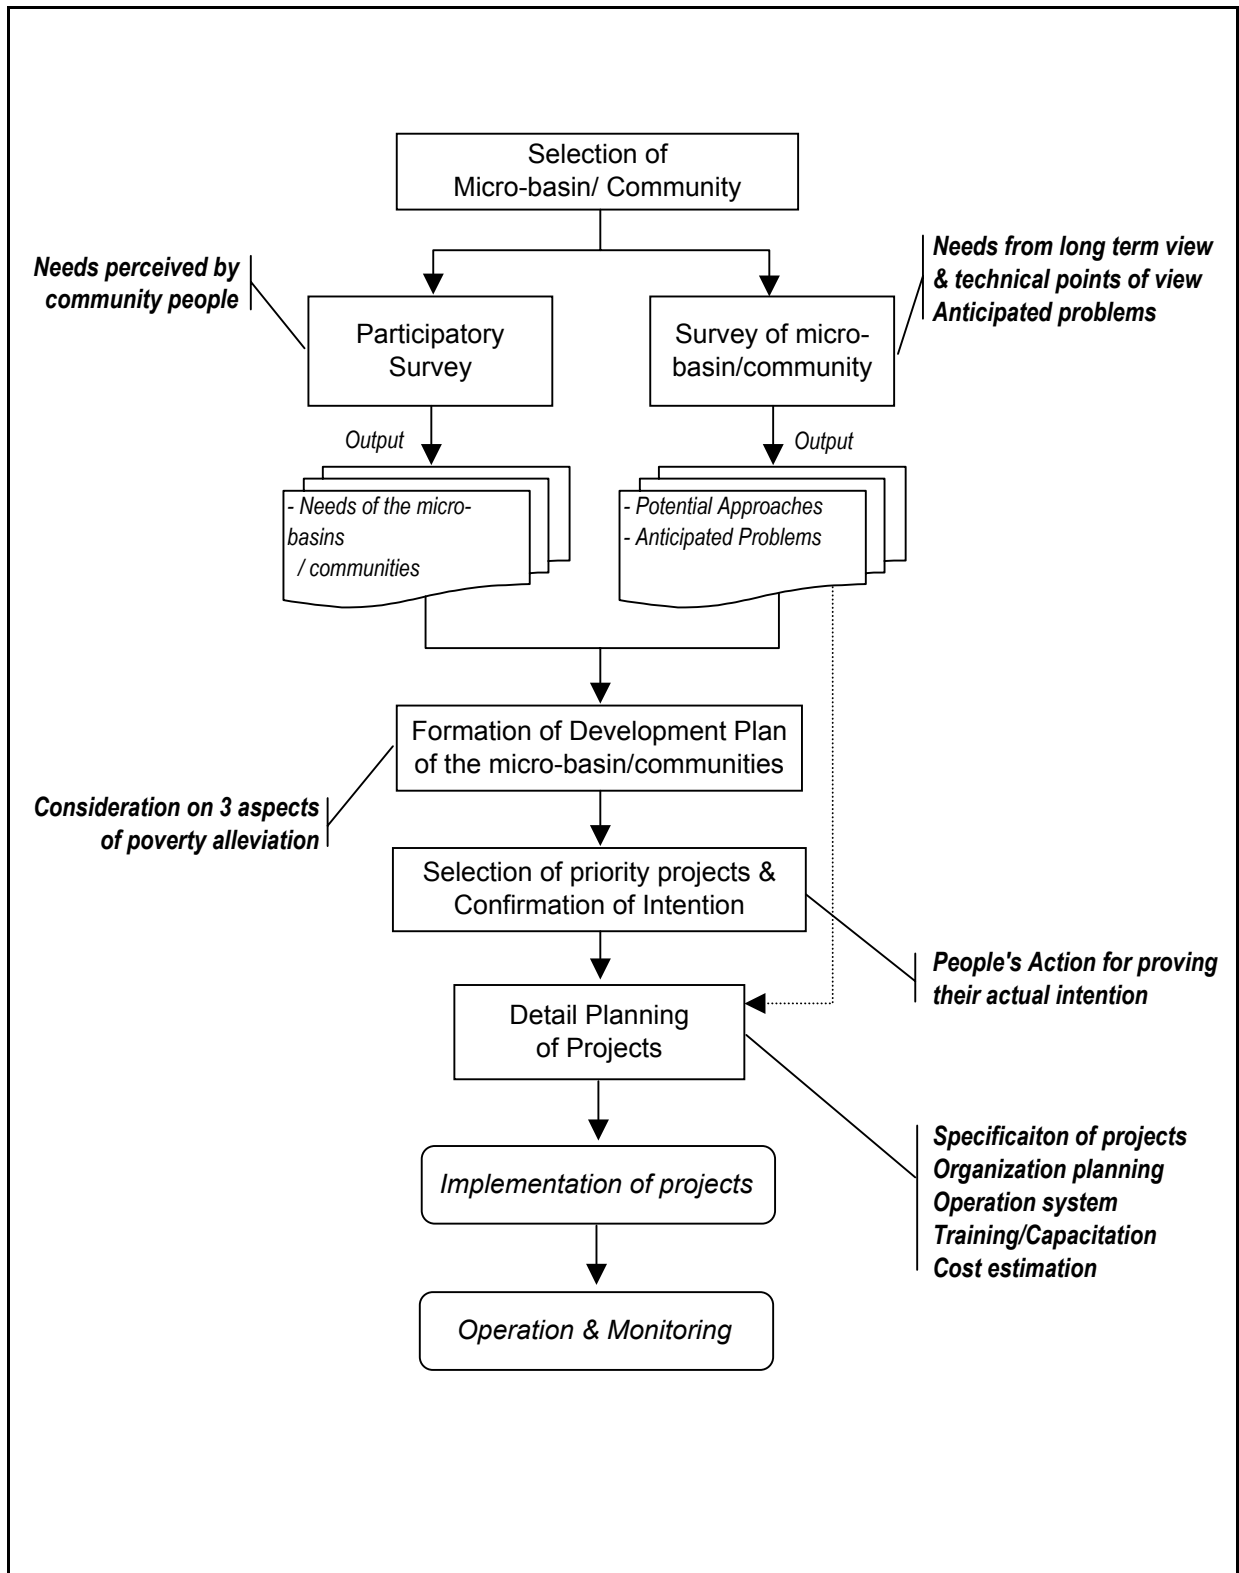 Selection of
Micro-basin/ Community
Needs perceived by
community people
Needs from long term view
& technical points of view
Anticipated problems
Participatory
Survey
Survey of micro-
basin/community
Output
Output
- Needs of the micro-
basins
/ communities
- Potential Approaches
- Anticipated Problems
Formation of Development Plan
of the micro-basin/communities
Consideration on 3 aspects
of poverty alleviation
Selection of priority projects &
Confirmation of Intention
People's Action for proving
their actual intention
Detail Planning
of Projects
Specificaiton of projects
Organization planning
Operation system
Training/Capacitation
Cost estimation
Implementation of projects
Operation & Monitoring